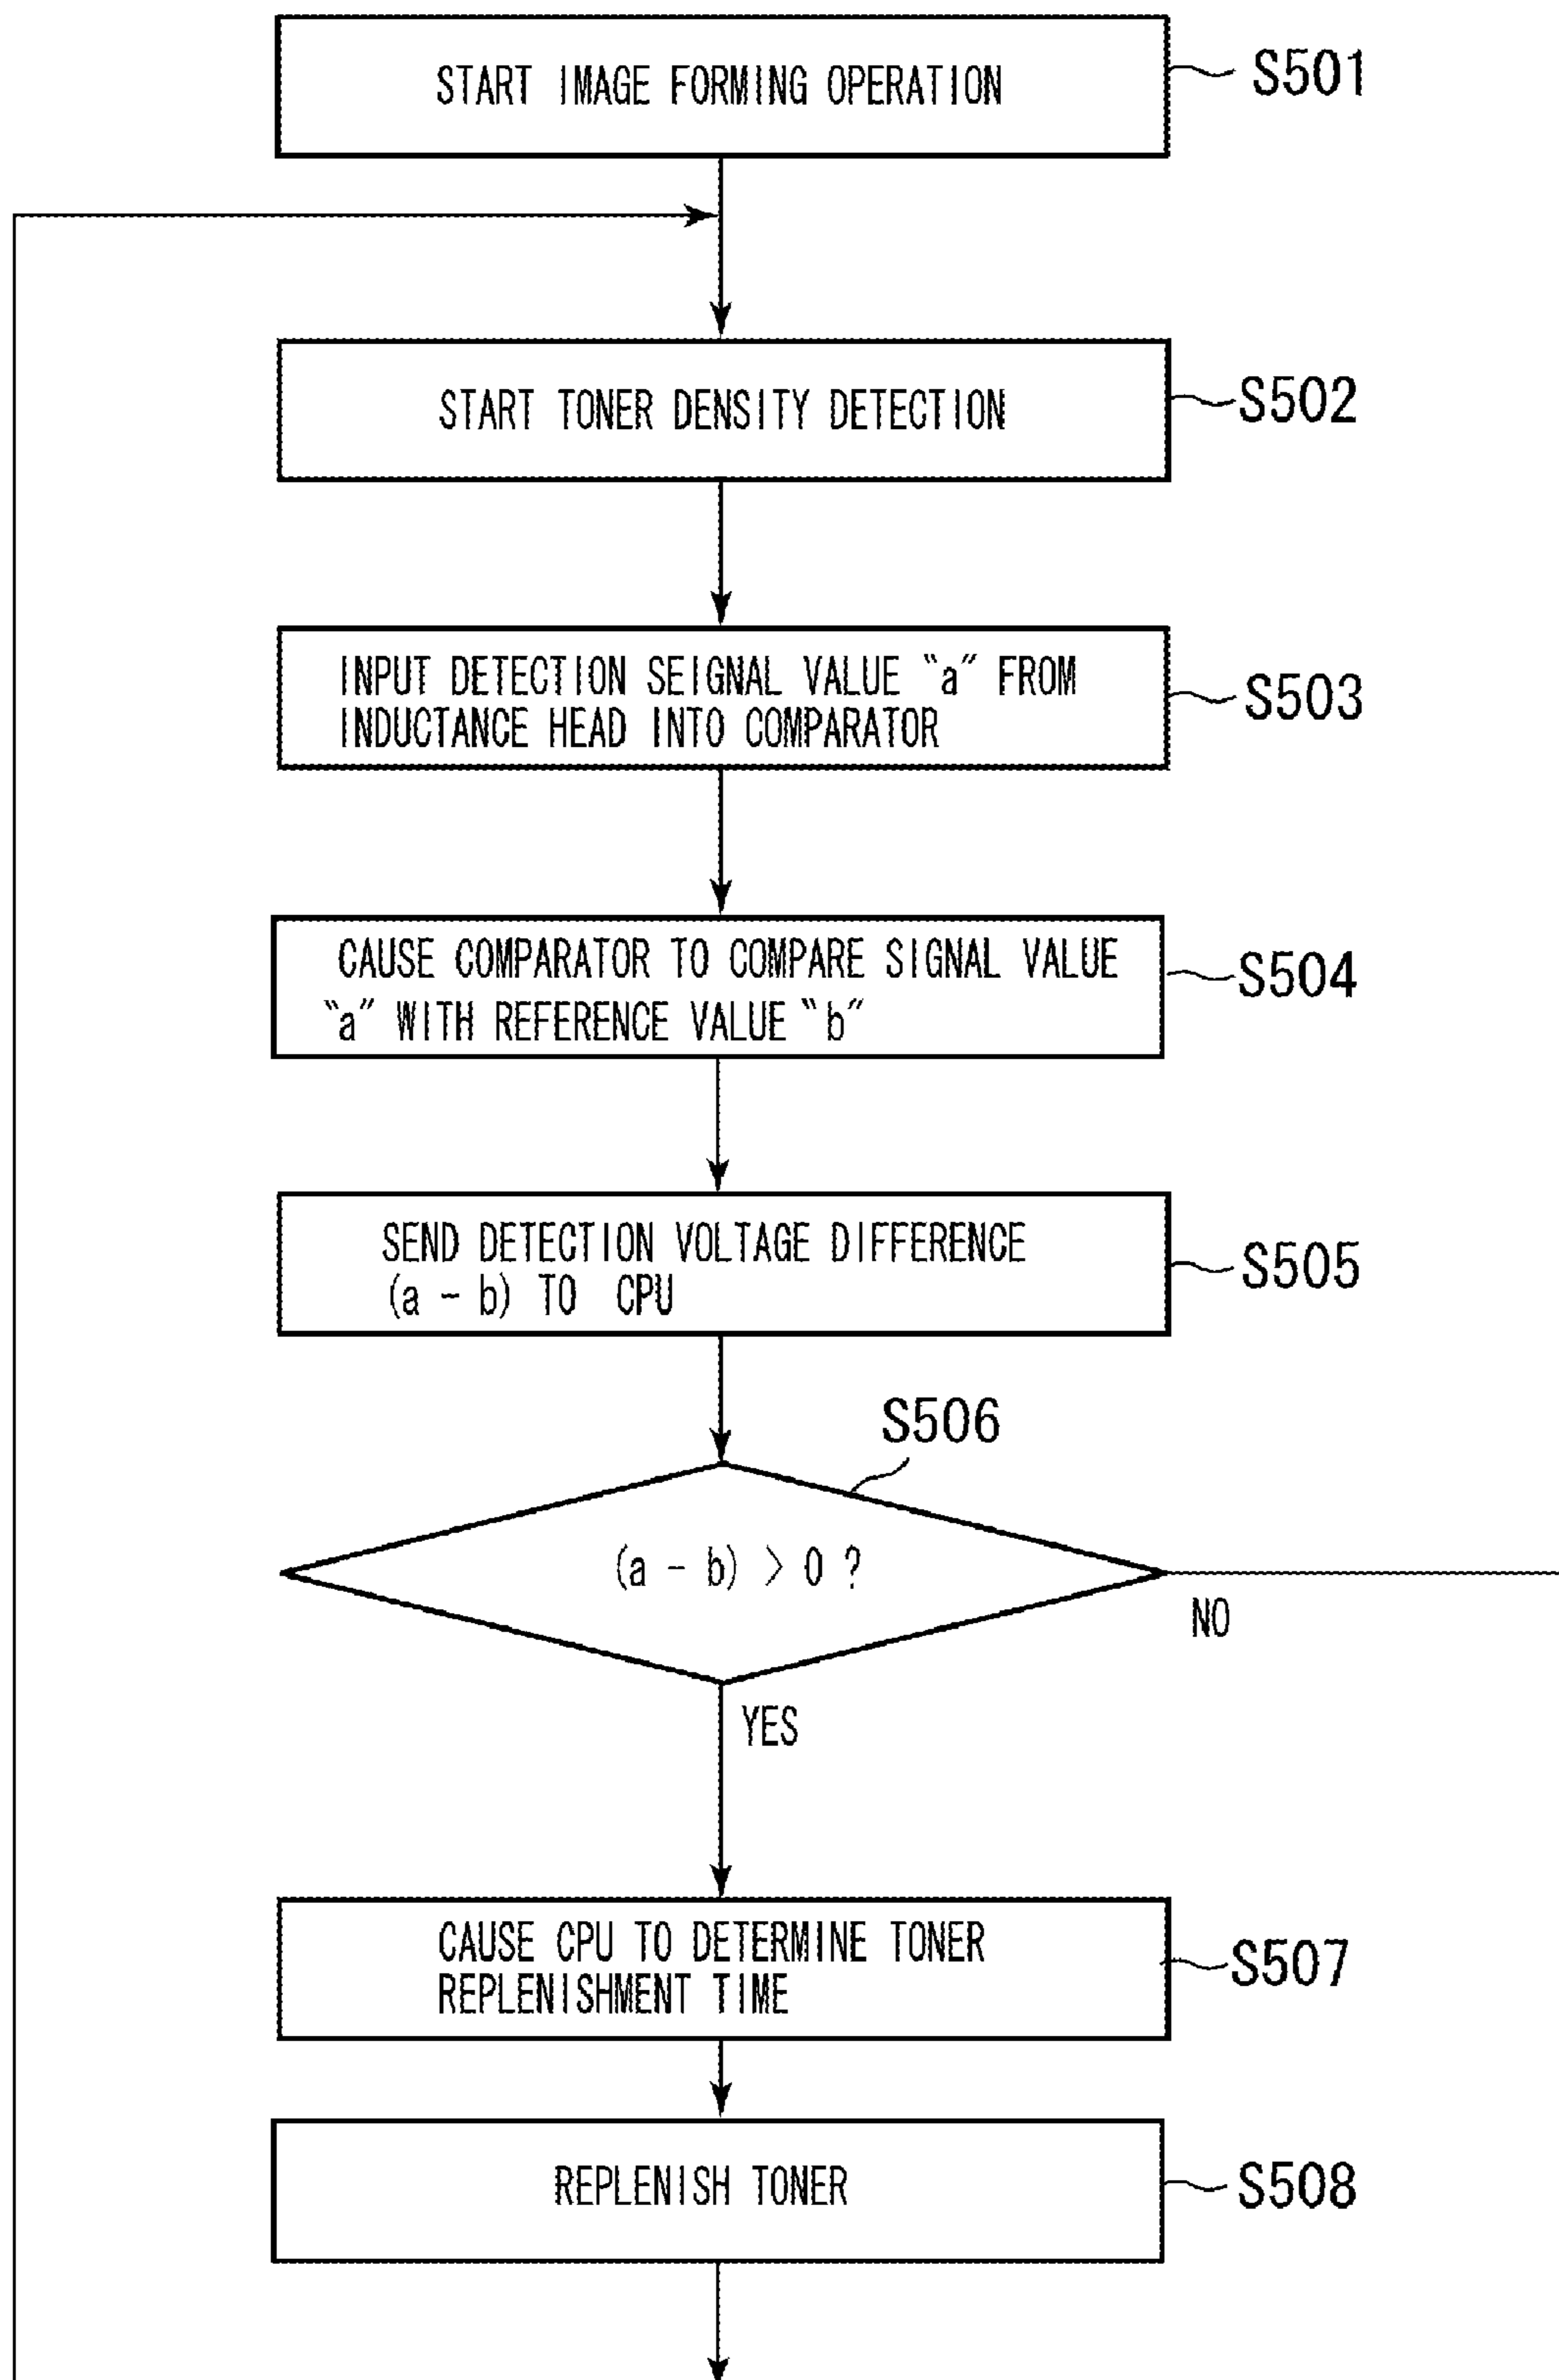 START IMAGE FORMING OPERATION
S501
START TONER DENSITY DETECTION
S502
INPUT DETECTION SEIGNAL VALUE "a" FROM
INDUCTANCE HEAD INTO COMPARATOR
S503
CAUSE COMPARATOR TO COMPARE SIGNAL VALUE
"a" WITH REFERENCE VALUE "b"
S504
SEND DETECTION VOLTAGE DIFFERENCE
(a - b) TO CPU
S505
S506
(a - b) > 0 ?
NO
YES
CAUSE CPU TO DETERMINE TONER
REPLENISHMENT TIME
S507
REPLENISH TONER
S508